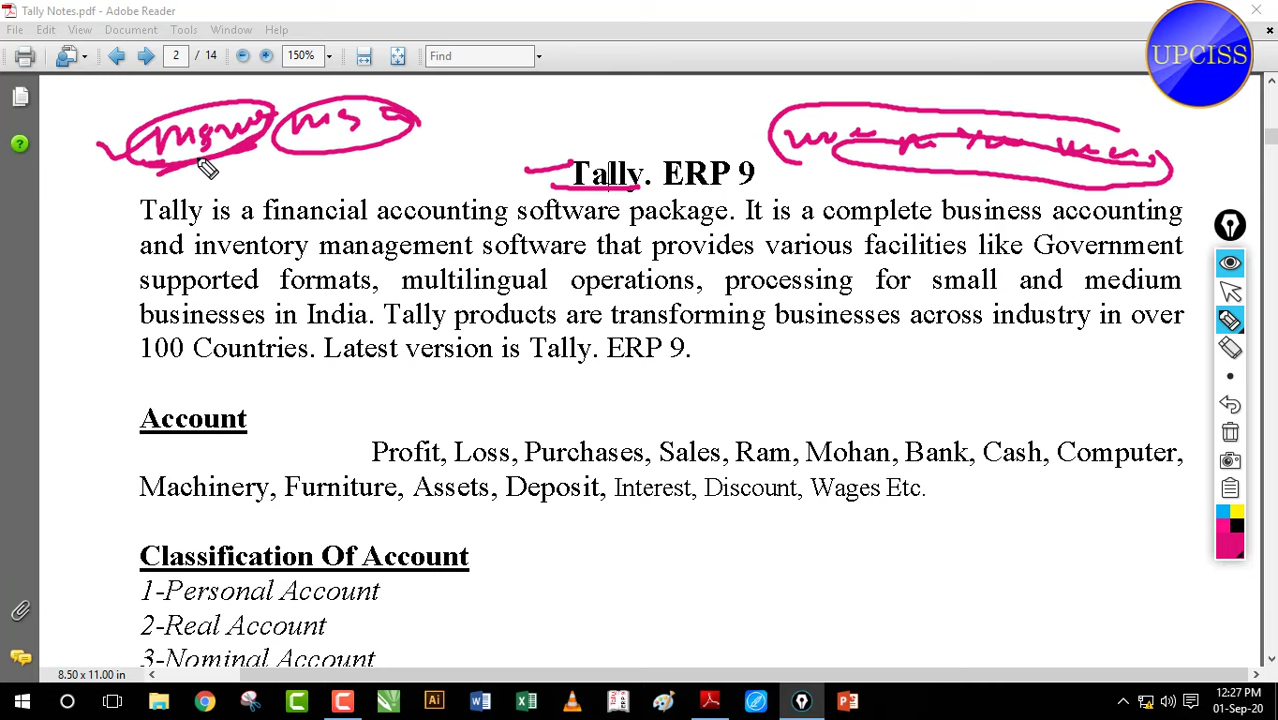 Tally Notes.pdf - Adobe Reader
File Edit View Document Tools Window Help
2 / 14 150% Find
UPCISS
Tally. ERP 9
Tally is a financial accounting software package. It is a complete business accounting
and inventory management software that provides various facilities like Government
supported formats, multilingual operations, processing for small and medium
businesses in India. Tally products are transforming businesses across industry in over
100 Countries. Latest version is Tally. ERP 9.
Account
Profit, Loss, Purchases, Sales, Ram, Mohan, Bank, Cash, Computer,
Machinery, Furniture, Assets, Deposit, Interest, Discount, Wages Etc.
Classification Of Account
1-Personal Account
2-Real Account
3-Nominal Account
8.50 x 11.00 in
12:27 PM
01-Sep-20